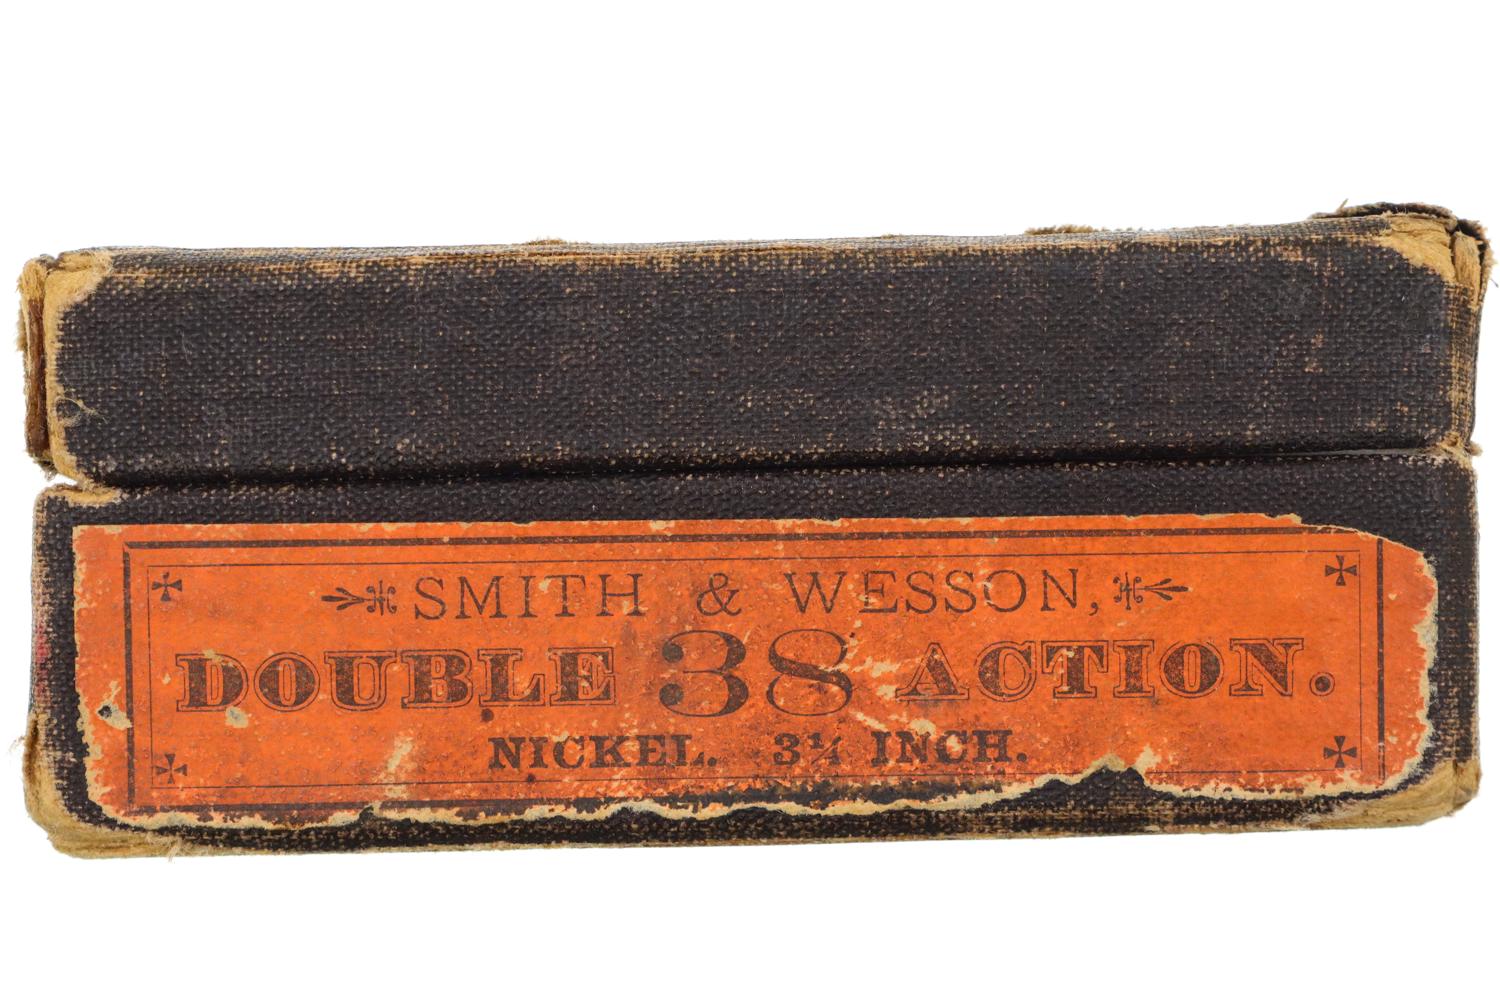 SMITH & WESSON,
DOUBLE 38 ACTION.
NICKEL. 3¼ INCH.